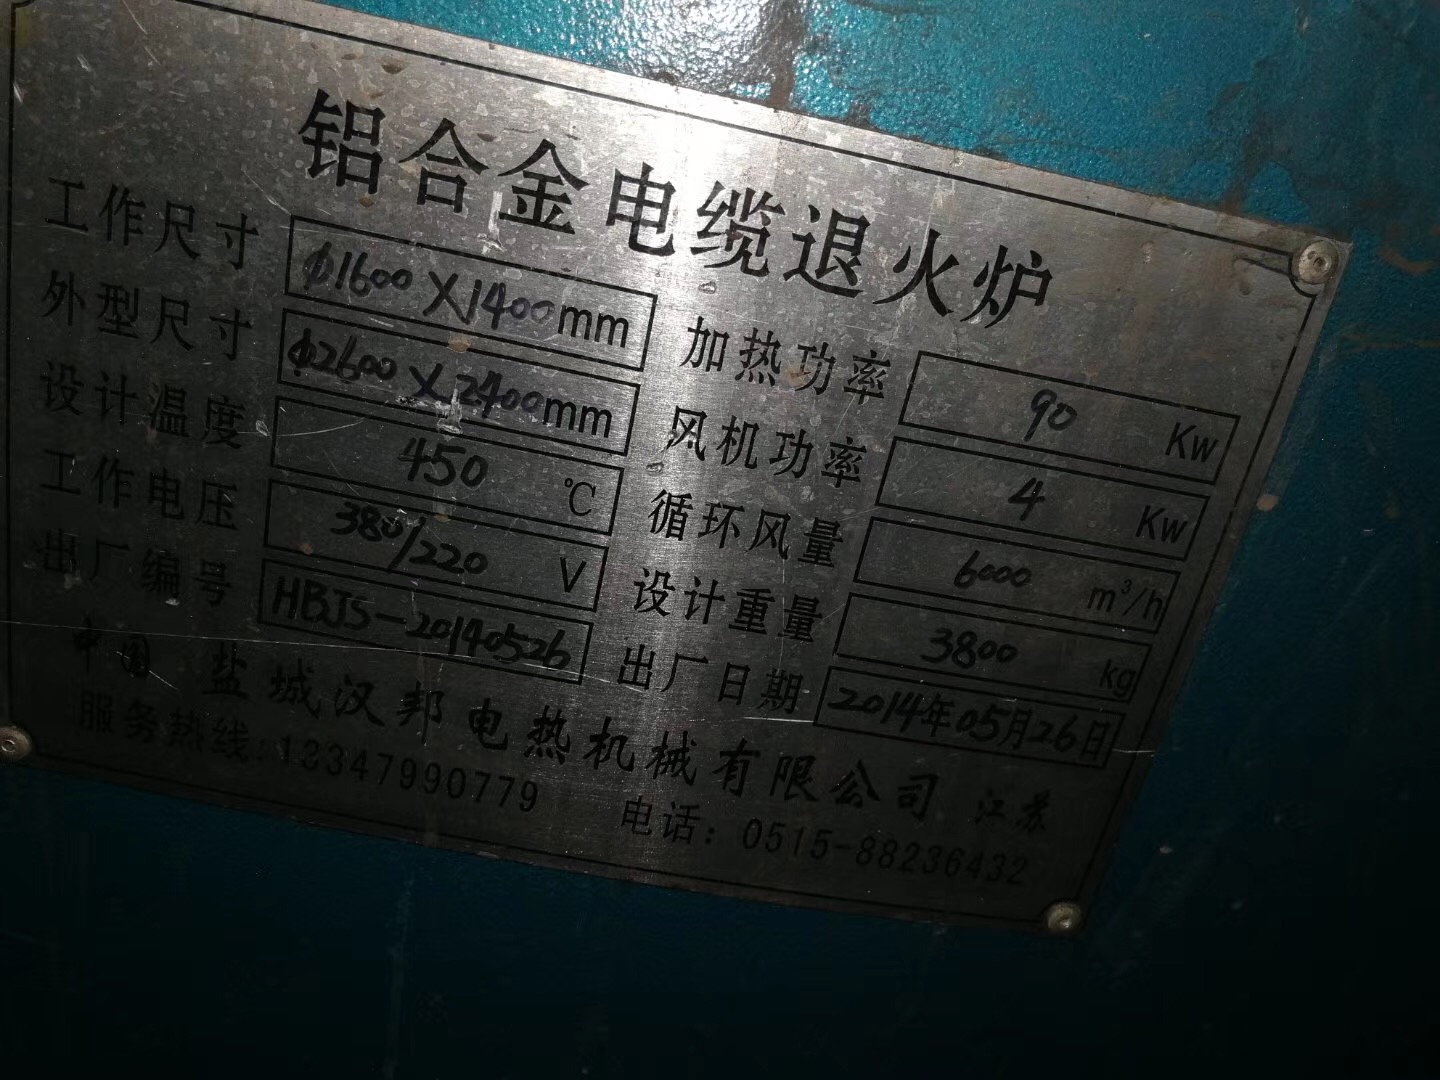 铝合金电缆退火炉
工作尺寸 φ1600×1400mm
外型尺寸 φ2600×2400mm
设计温度 450 ℃
工作电压 380/220 V
出厂编号 HBJS-20140526
加热功率 90 Kw
风机功率 4 Kw
循环风量 6000 m³/h
设计重量 3800 kg
出厂日期 2014年05月26日
中国 盐城汉邦电热机械有限公司 江苏
服务热线:13347990779 电话:0515-88236432